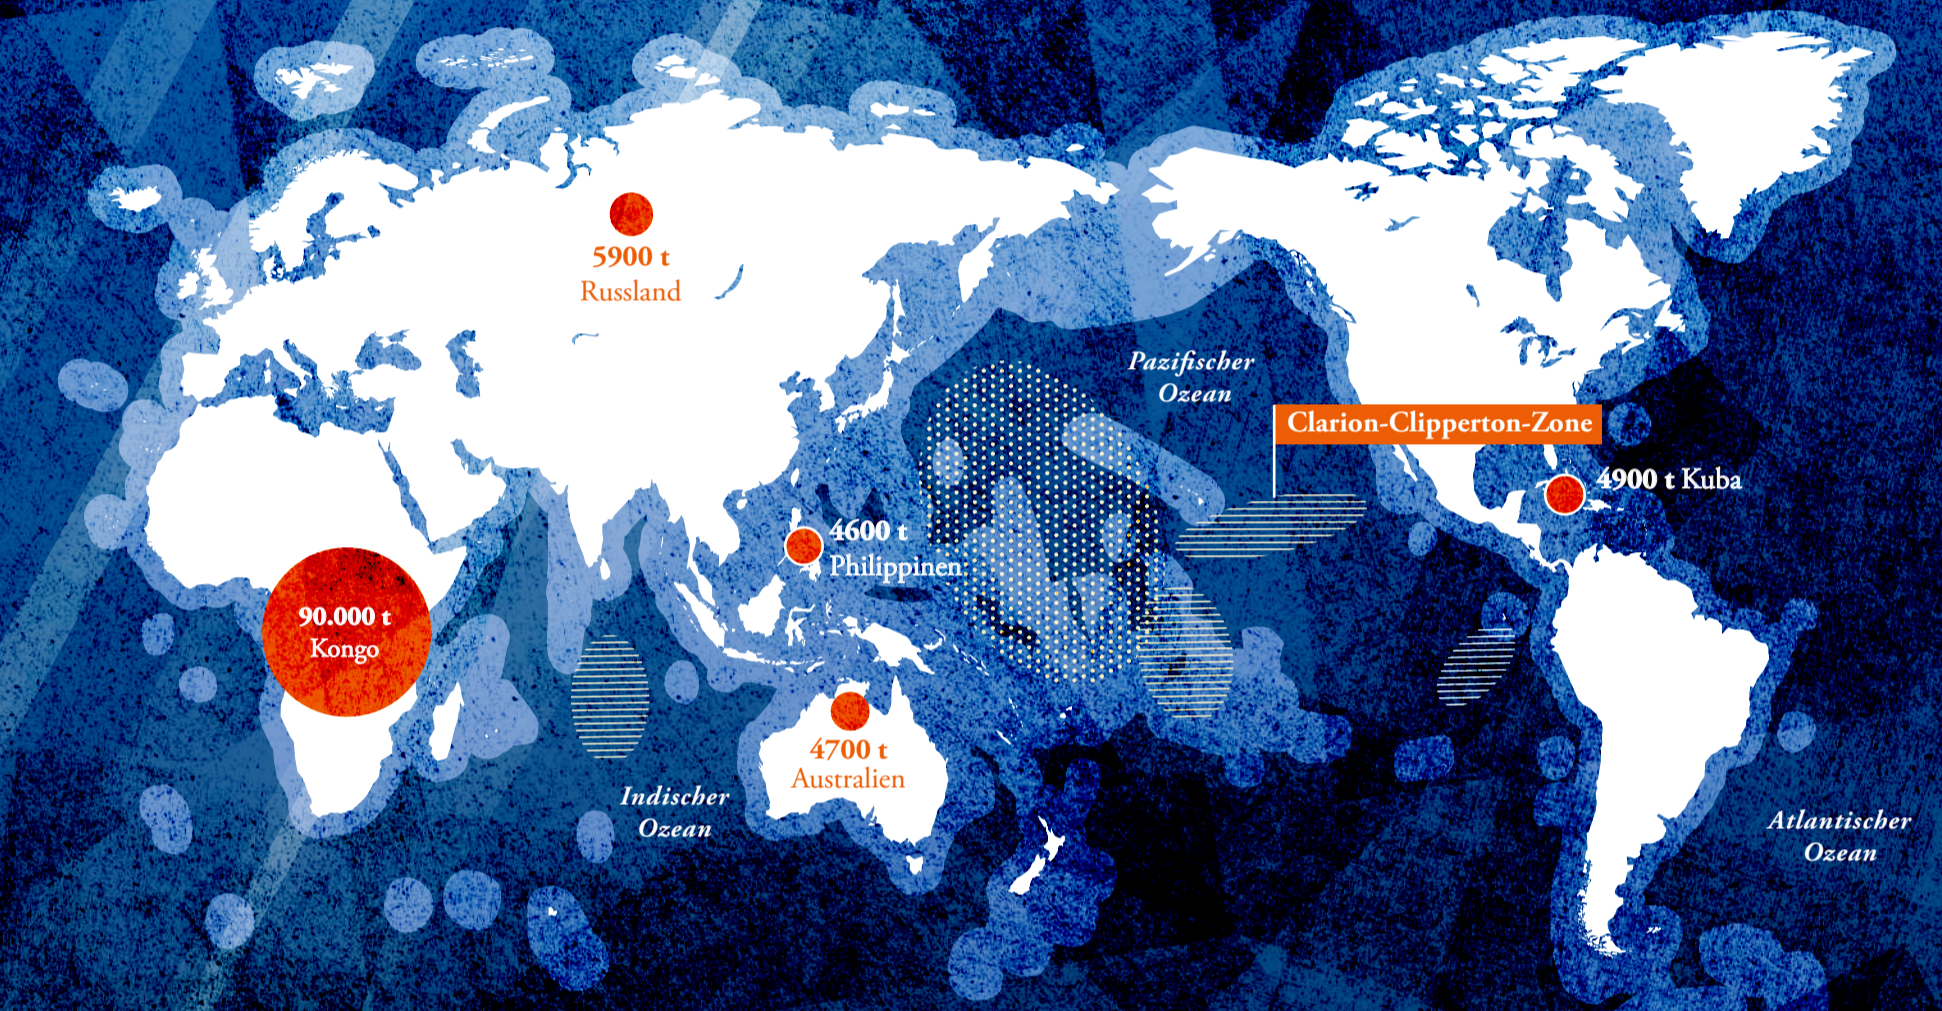 5900 t
Russland
Pazifischer
Ozean
Clarion-Clipperton-Zone
4900 t Kuba
4600 t
Philippinen
90.000 t
Kongo
4700 t
Australien
Indischer
Ozean
Atlantischer
Ozean